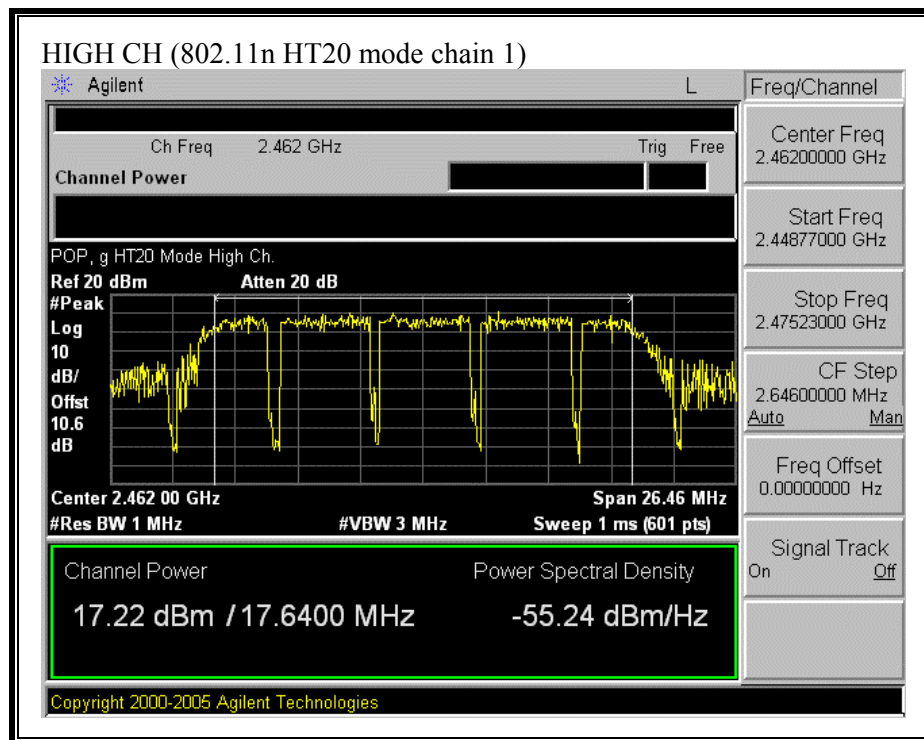 HIGH CH (802.11n HT20 mode chain 1)
Agilent L Freq/Channel
Ch Freq 2.462 GHz Trig Free
Channel Power
Center Freq
2.46200000 GHz
Start Freq
2.44877000 GHz
Stop Freq
2.47523000 GHz
CF Step
2.64600000 MHz
Auto Man
Freq Offset
0.00000000 Hz
Signal Track
On Off
POP, g HT20 Mode High Ch.
Ref 20 dBm Atten 20 dB
#Peak
Log
10
dB/
Offst
10.6
dB
Center 2.462 00 GHz Span 26.46 MHz
#Res BW 1 MHz #VBW 3 MHz Sweep 1 ms (601 pts)
Channel Power Power Spectral Density
17.22 dBm / 17.6400 MHz -55.24 dBm/Hz
Copyright 2000-2005 Agilent Technologies